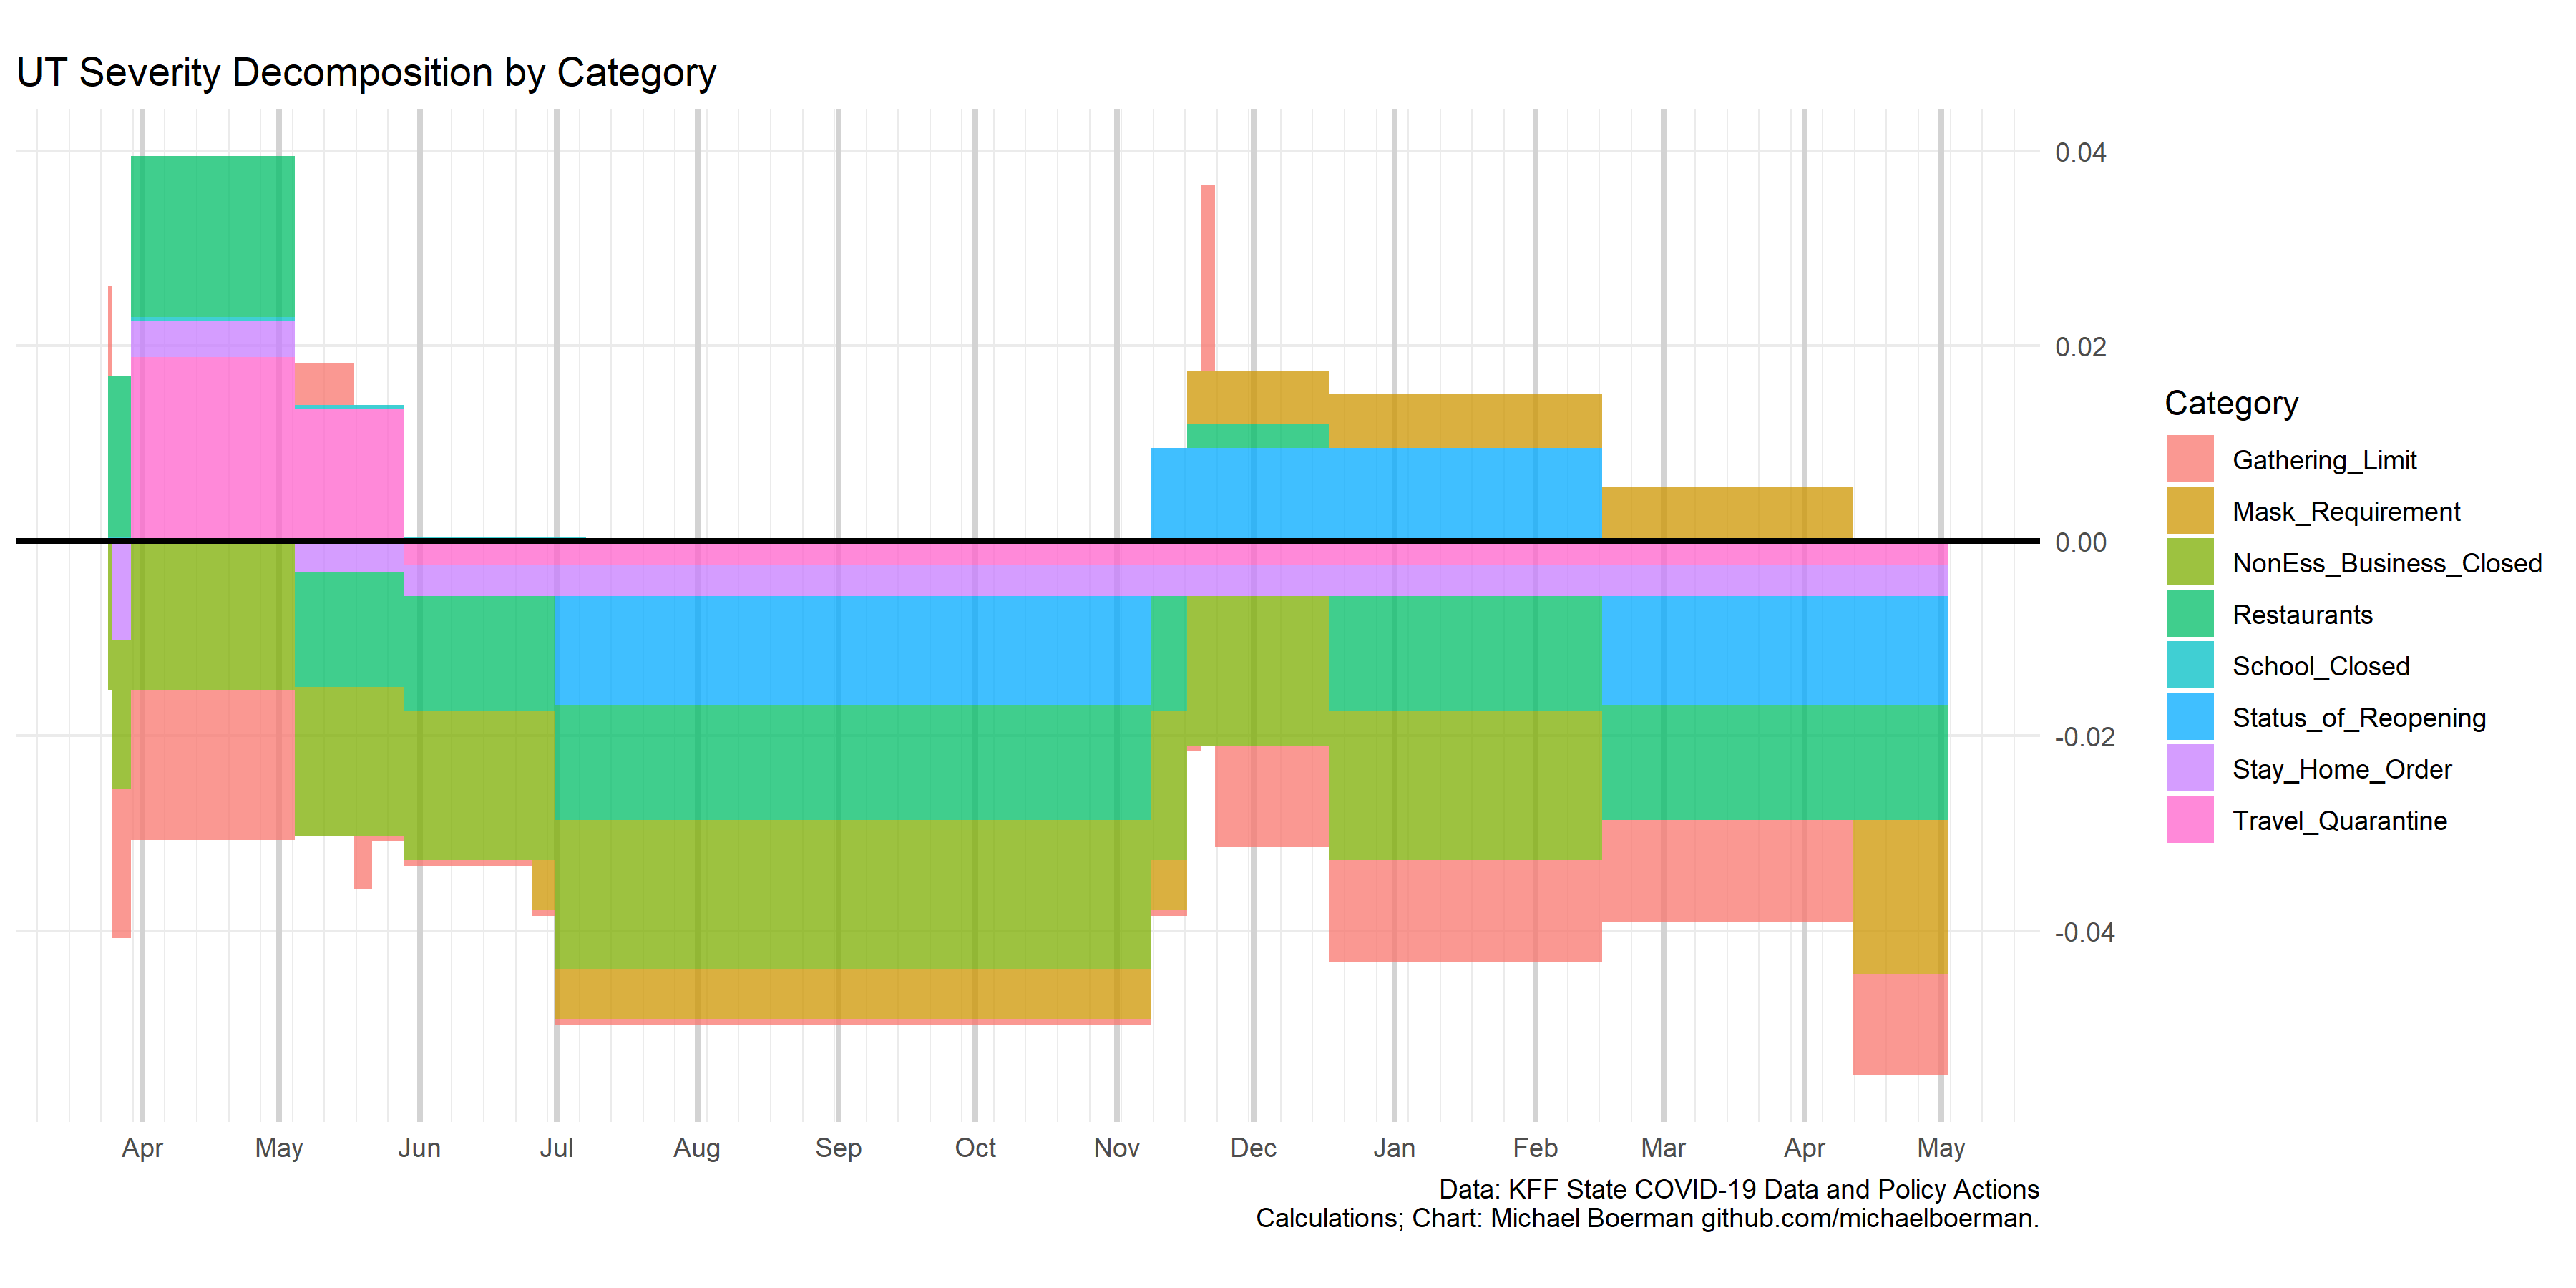 UT Severity Decomposition by Category
0.04
0.02
0.00
-0.02
-0.04
Apr May Jun Jul Aug Sep Oct Nov Dec Jan Feb Mar Apr May
Category
Gathering_Limit
Mask_Requirement
NonEss_Business_Closed
Restaurants
School_Closed
Status_of_Reopening
Stay_Home_Order
Travel_Quarantine
Data: KFF State COVID-19 Data and Policy Actions
Calculations; Chart: Michael Boerman github.com/michaelboerman.